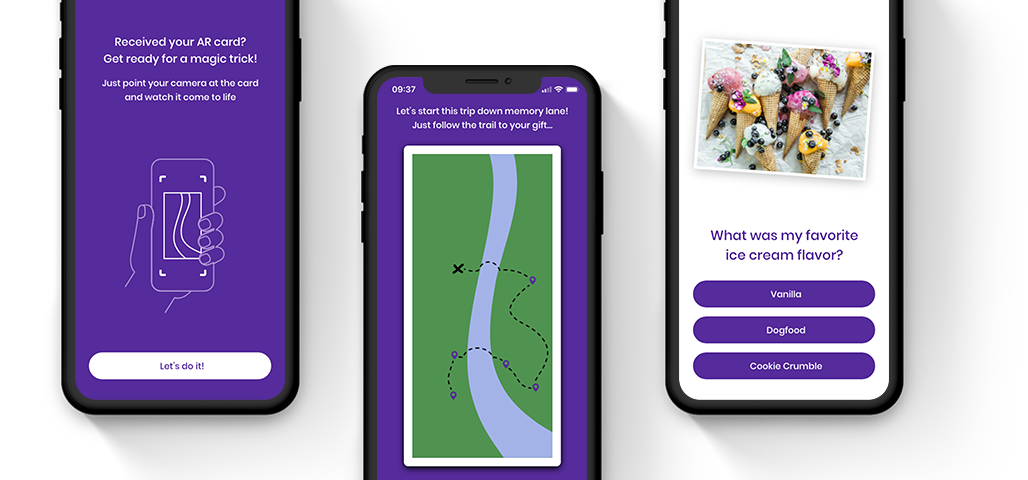 Received your AR card?
Get ready for a magic trick!
Just point your camera at the card
and watch it come to life
Let's do it!
09:37
Let's start this trip down memory lane!
Just follow the trail to your gift...
What was my favorite
ice cream flavor?
Vanilla
Dogfood
Cookie Crumble